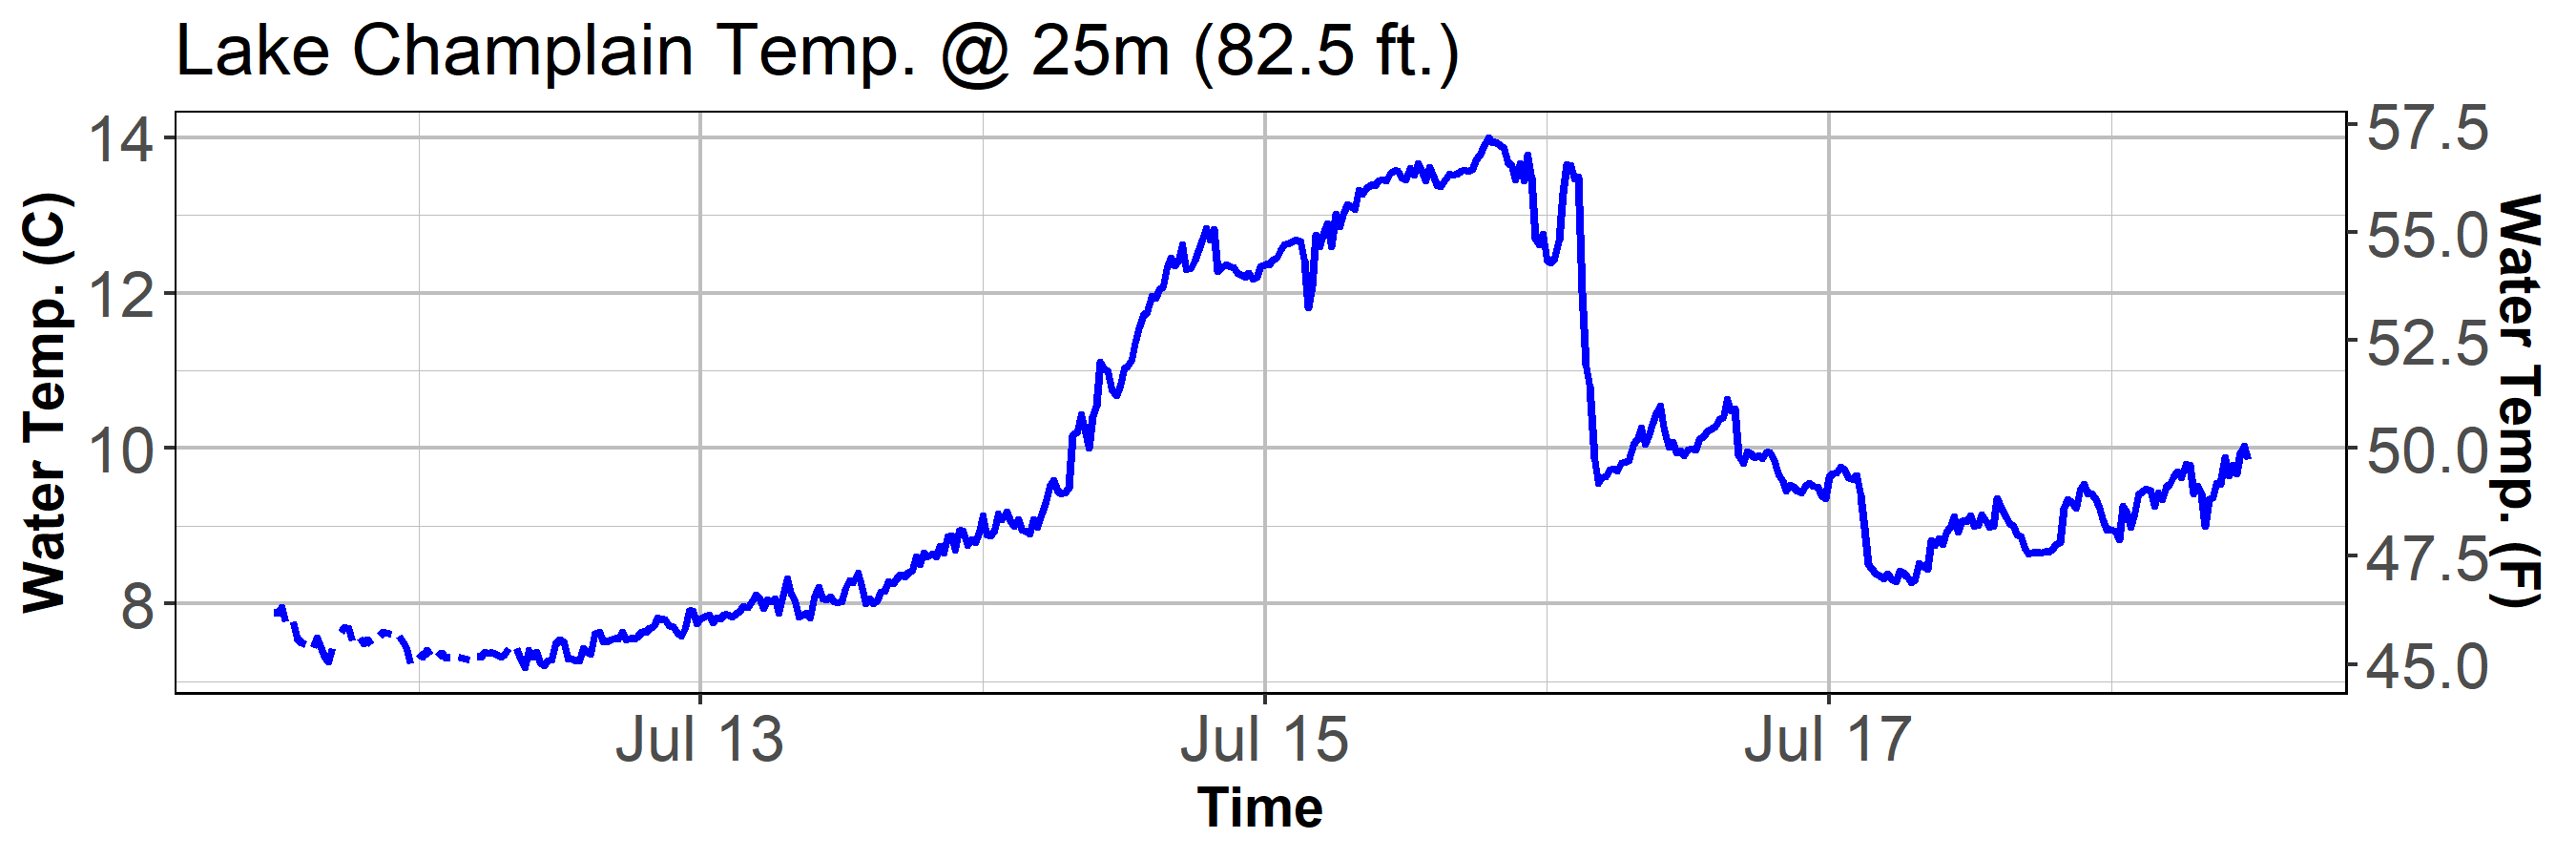 Lake Champlain Temp. @ 25m (82.5 ft.)
Water Temp. (C)
14
12
10
8
57.5
55.0
52.5
50.0
47.5
45.0
Water Temp. (F)
Jul 13
Jul 15
Jul 17
Time